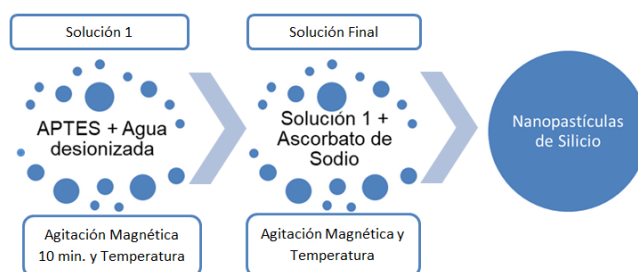 Solución 1
APTES + Agua
desionizada
Agitación Magnética
10 min. y Temperatura
Solución Final
Solución 1 +
Ascorbato de
Sodio
Agitación Magnética y
Temperatura
Nanopastículas
de Silicio